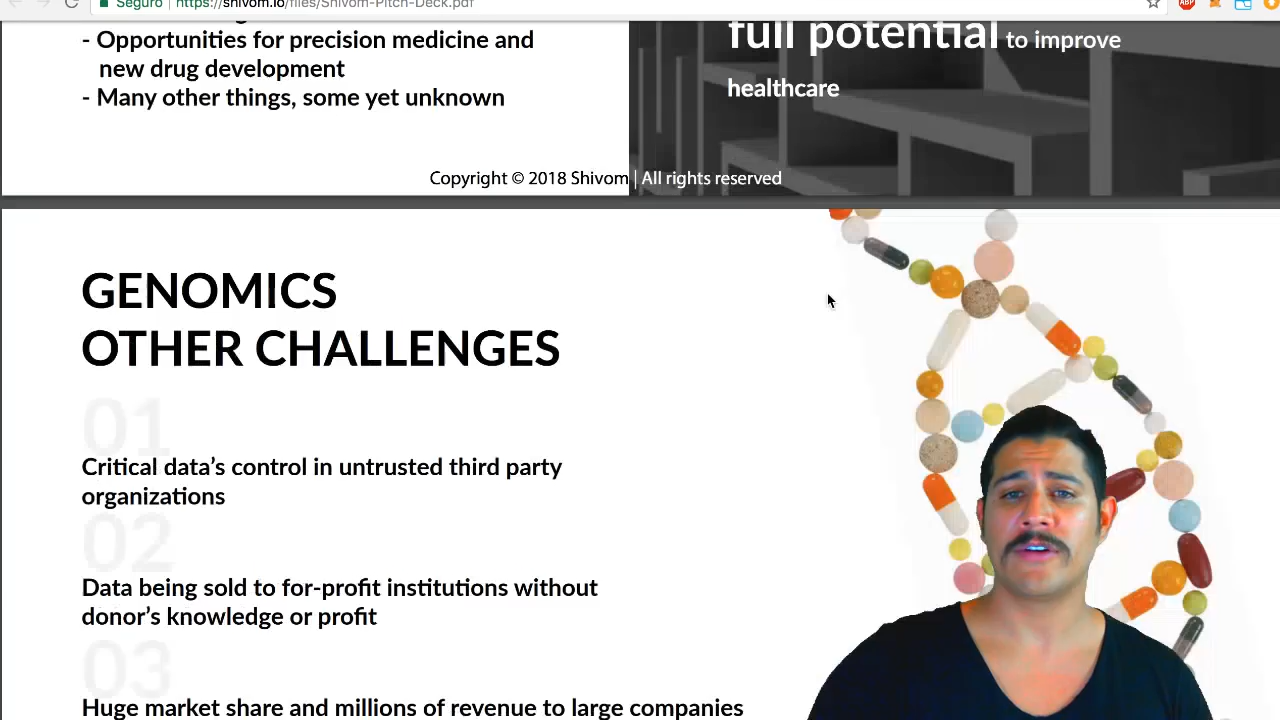 Seguro
https://shivom.io/files/Shivom-Pitch-Deck.pdf
- Opportunities for precision medicine and
new drug development
- Many other things, some yet unknown
full potential to improve
healthcare
Copyright © 2018 Shivom | All rights reserved
GENOMICS
OTHER CHALLENGES
01
Critical data’s control in untrusted third party
organizations
02
Data being sold to for-profit institutions without
donor’s knowledge or profit
03
Huge market share and millions of revenue to large companies
ABP